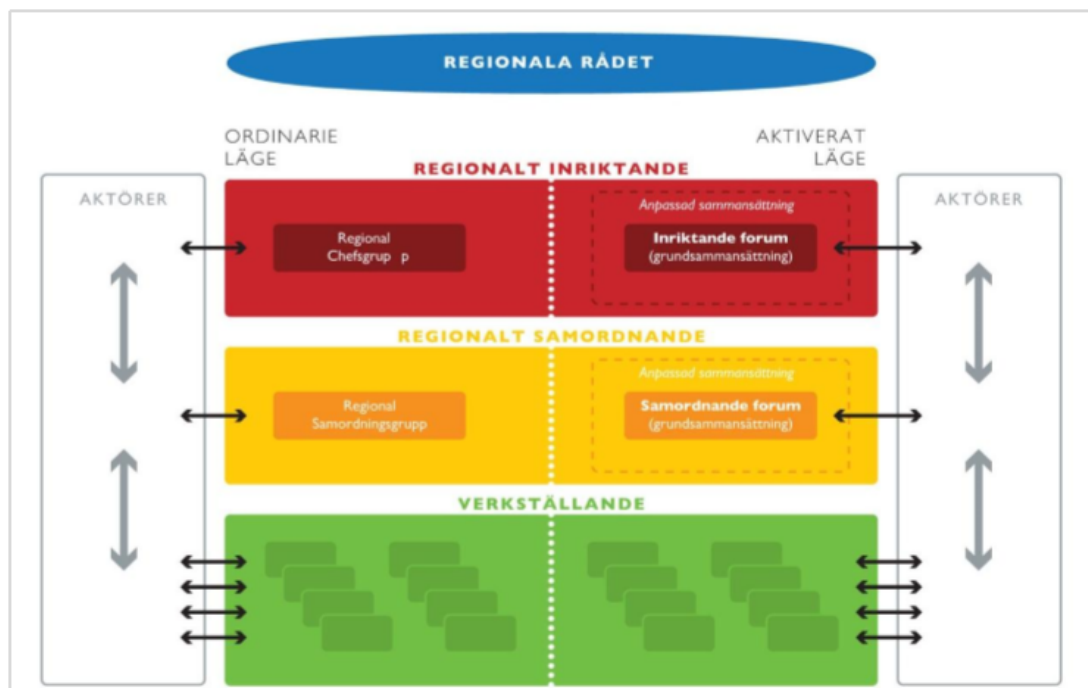 REGIONALA RÅDET
ORDINARIE
LÄGE
AKTIVERAT
LÄGE
REGIONALT INRIKTANDE
AKTÖRER
AKTÖRER
Anpassad sammansättning
Regional
Chefsgrup p
Inriktande forum
(grundsammansättning)
REGIONALT SAMORDNANDE
Anpassad sammansättning
Regional
Samordningsgrupp
Samordnande forum
(grundsammansättning)
VERKSTÄLLANDE